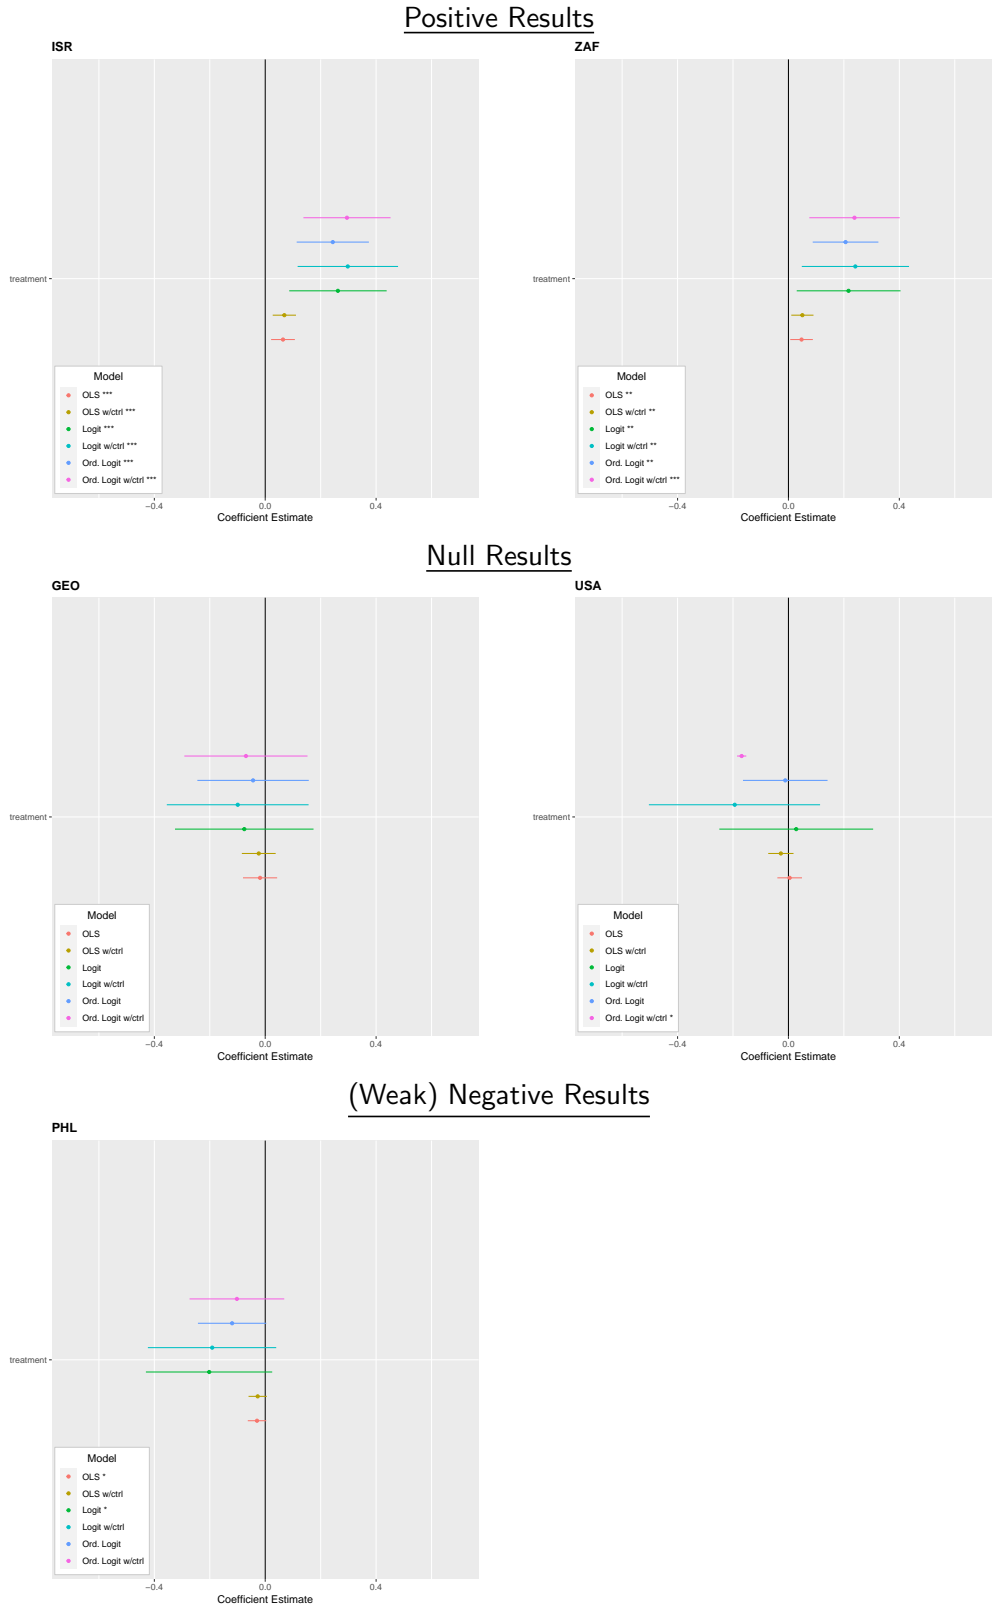 Positive Results
ISR
treatment
Model
OLS ***
OLS w/ctrl ***
Logit ***
Logit w/ctrl ***
Ord. Logit ***
Ord. Logit w/ctrl ***
−0.4 0.0 0.4
Coefficient Estimate
ZAF
Model
OLS **
OLS w/ctrl **
Logit **
Logit w/ctrl **
Ord. Logit **
Ord. Logit w/ctrl ***
−0.4 0.0 0.4
Coefficient Estimate
Null Results
GEO
treatment
Model
OLS
OLS w/ctrl
Logit
Logit w/ctrl
Ord. Logit
Ord. Logit w/ctrl
−0.4 0.0 0.4
Coefficient Estimate
USA
treatment
Model
OLS
OLS w/ctrl
Logit
Logit w/ctrl
Ord. Logit
Ord. Logit w/ctrl *
−0.4 0.0 0.4
Coefficient Estimate
(Weak) Negative Results
PHL
treatment
Model
OLS *
OLS w/ctrl
Logit *
Logit w/ctrl
Ord. Logit
Ord. Logit w/ctrl
−0.4 0.0 0.4
Coefficient Estimate